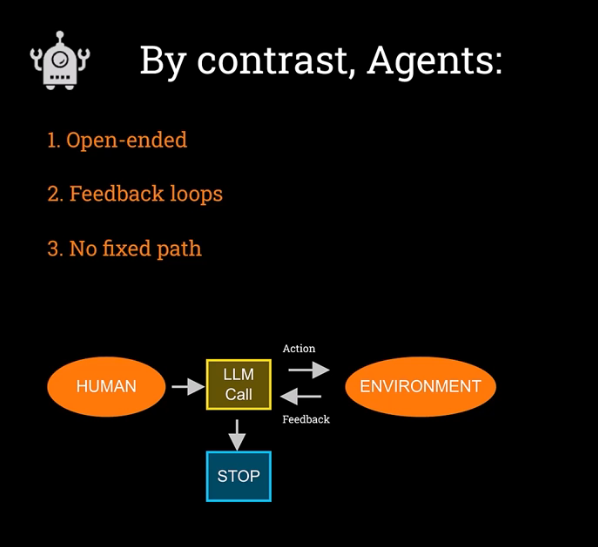 By contrast, Agents:
1. Open-ended
2. Feedback loops
3. No fixed path
Action
HUMAN
LLM
Call
ENVIRONMENT
Feedback
STOP